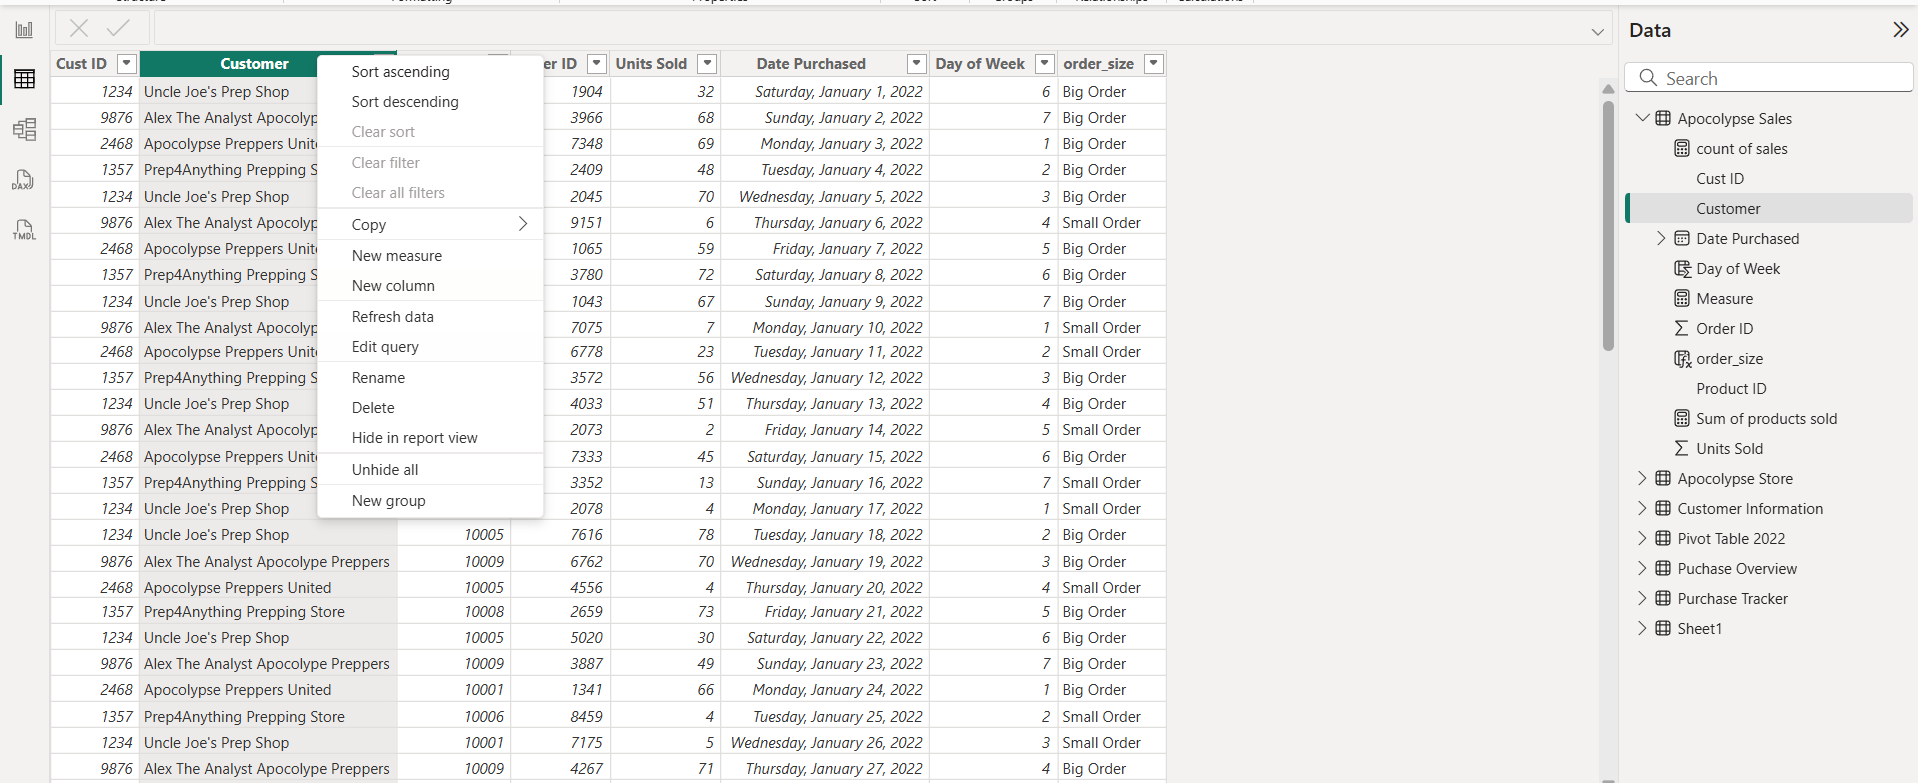 Cust ID Customer er ID Units Sold Date Purchased Day of Week order_size
1234 Uncle Joe's Prep Shop 1904 32 Saturday, January 1, 2022 6 Big Order
9876 Alex The Analyst Apocolyp 3966 68 Sunday, January 2, 2022 7 Big Order
2468 Apocolypse Preppers Unit 7348 69 Monday, January 3, 2022 1 Big Order
1357 Prep4Anything Prepping S 2409 48 Tuesday, January 4, 2022 2 Big Order
1234 Uncle Joe's Prep Shop 2045 70 Wednesday, January 5, 2022 3 Big Order
9876 Alex The Analyst Apocolyp 9151 6 Thursday, January 6, 2022 4 Small Order
2468 Apocolypse Preppers Unit 1065 59 Friday, January 7, 2022 5 Big Order
1357 Prep4Anything Prepping S 3780 72 Saturday, January 8, 2022 6 Big Order
1234 Uncle Joe's Prep Shop 1043 67 Sunday, January 9, 2022 7 Big Order
9876 Alex The Analyst Apocolyp 7075 7 Monday, January 10, 2022 1 Small Order
2468 Apocolypse Preppers Unit 6778 23 Tuesday, January 11, 2022 2 Small Order
1357 Prep4Anything Prepping S 3572 56 Wednesday, January 12, 2022 3 Big Order
1234 Uncle Joe's Prep Shop 4033 51 Thursday, January 13, 2022 4 Big Order
9876 Alex The Analyst Apocolyp 2073 2 Friday, January 14, 2022 5 Small Order
2468 Apocolypse Preppers Unit 7333 45 Saturday, January 15, 2022 6 Big Order
1357 Prep4Anything Prepping S 3352 13 Sunday, January 16, 2022 7 Small Order
1234 Uncle Joe's Prep Shop 2078 4 Monday, January 17, 2022 1 Small Order
1234 Uncle Joe's Prep Shop 10005 7616 78 Tuesday, January 18, 2022 2 Big Order
9876 Alex The Analyst Apocolype Preppers 10009 6762 70 Wednesday, January 19, 2022 3 Big Order
2468 Apocolypse Preppers United 10005 4556 4 Thursday, January 20, 2022 4 Small Order
1357 Prep4Anything Prepping Store 10008 2659 73 Friday, January 21, 2022 5 Big Order
1234 Uncle Joe's Prep Shop 10005 5020 30 Saturday, January 22, 2022 6 Big Order
9876 Alex The Analyst Apocolype Preppers 10009 3887 49 Sunday, January 23, 2022 7 Big Order
2468 Apocolypse Preppers United 10001 1341 66 Monday, January 24, 2022 1 Big Order
1357 Prep4Anything Prepping Store 10006 8459 4 Tuesday, January 25, 2022 2 Small Order
1234 Uncle Joe's Prep Shop 10001 7175 5 Wednesday, January 26, 2022 3 Small Order
9876 Alex The Analyst Apocolype Preppers 10009 4267 71 Thursday, January 27, 2022 4 Big Order
Sort ascending
Sort descending
Clear sort
Clear filter
Clear all filters
Copy
New measure
New column
Refresh data
Edit query
Rename
Delete
Hide in report view
Unhide all
New group
DAX
TMDL
Data
Search
Apocolypse Sales
count of sales
Cust ID
Customer
Date Purchased
Day of Week
Measure
Order ID
order_size
Product ID
Sum of products sold
Units Sold
Apocolypse Store
Customer Information
Pivot Table 2022
Puchase Overview
Purchase Tracker
Sheet1